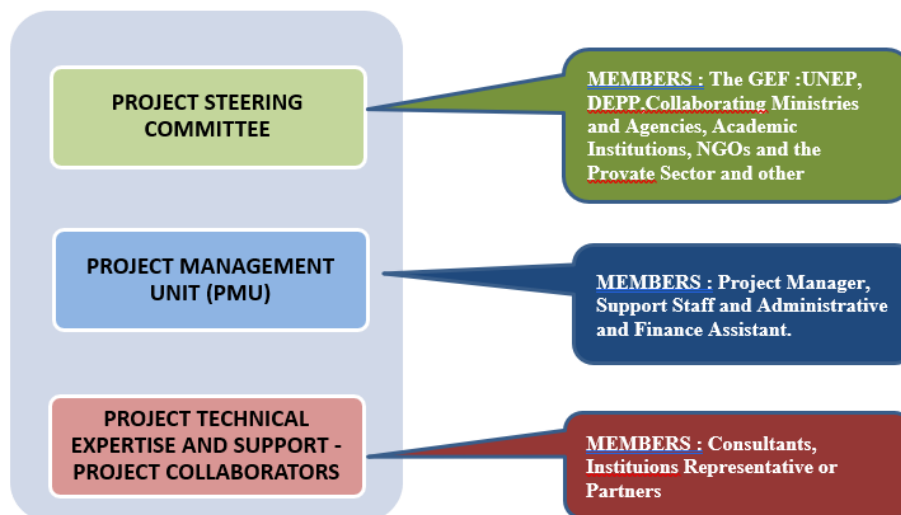 PROJECT STEERING
COMMITTEE
MEMBERS : The GEF :UNEP,
DEPP,Collaborating Ministries
and Agencies, Academic
Institutions, NGOs and the
Provate Sector and other
PROJECT MANAGEMENT
UNIT (PMU)
MEMBERS : Project Manager,
Support Staff and Administrative
and Finance Assistant.
PROJECT TECHNICAL
EXPERTISE AND SUPPORT -
PROJECT COLLABORATORS
MEMBERS : Consultants,
Instituions Representative or
Partners